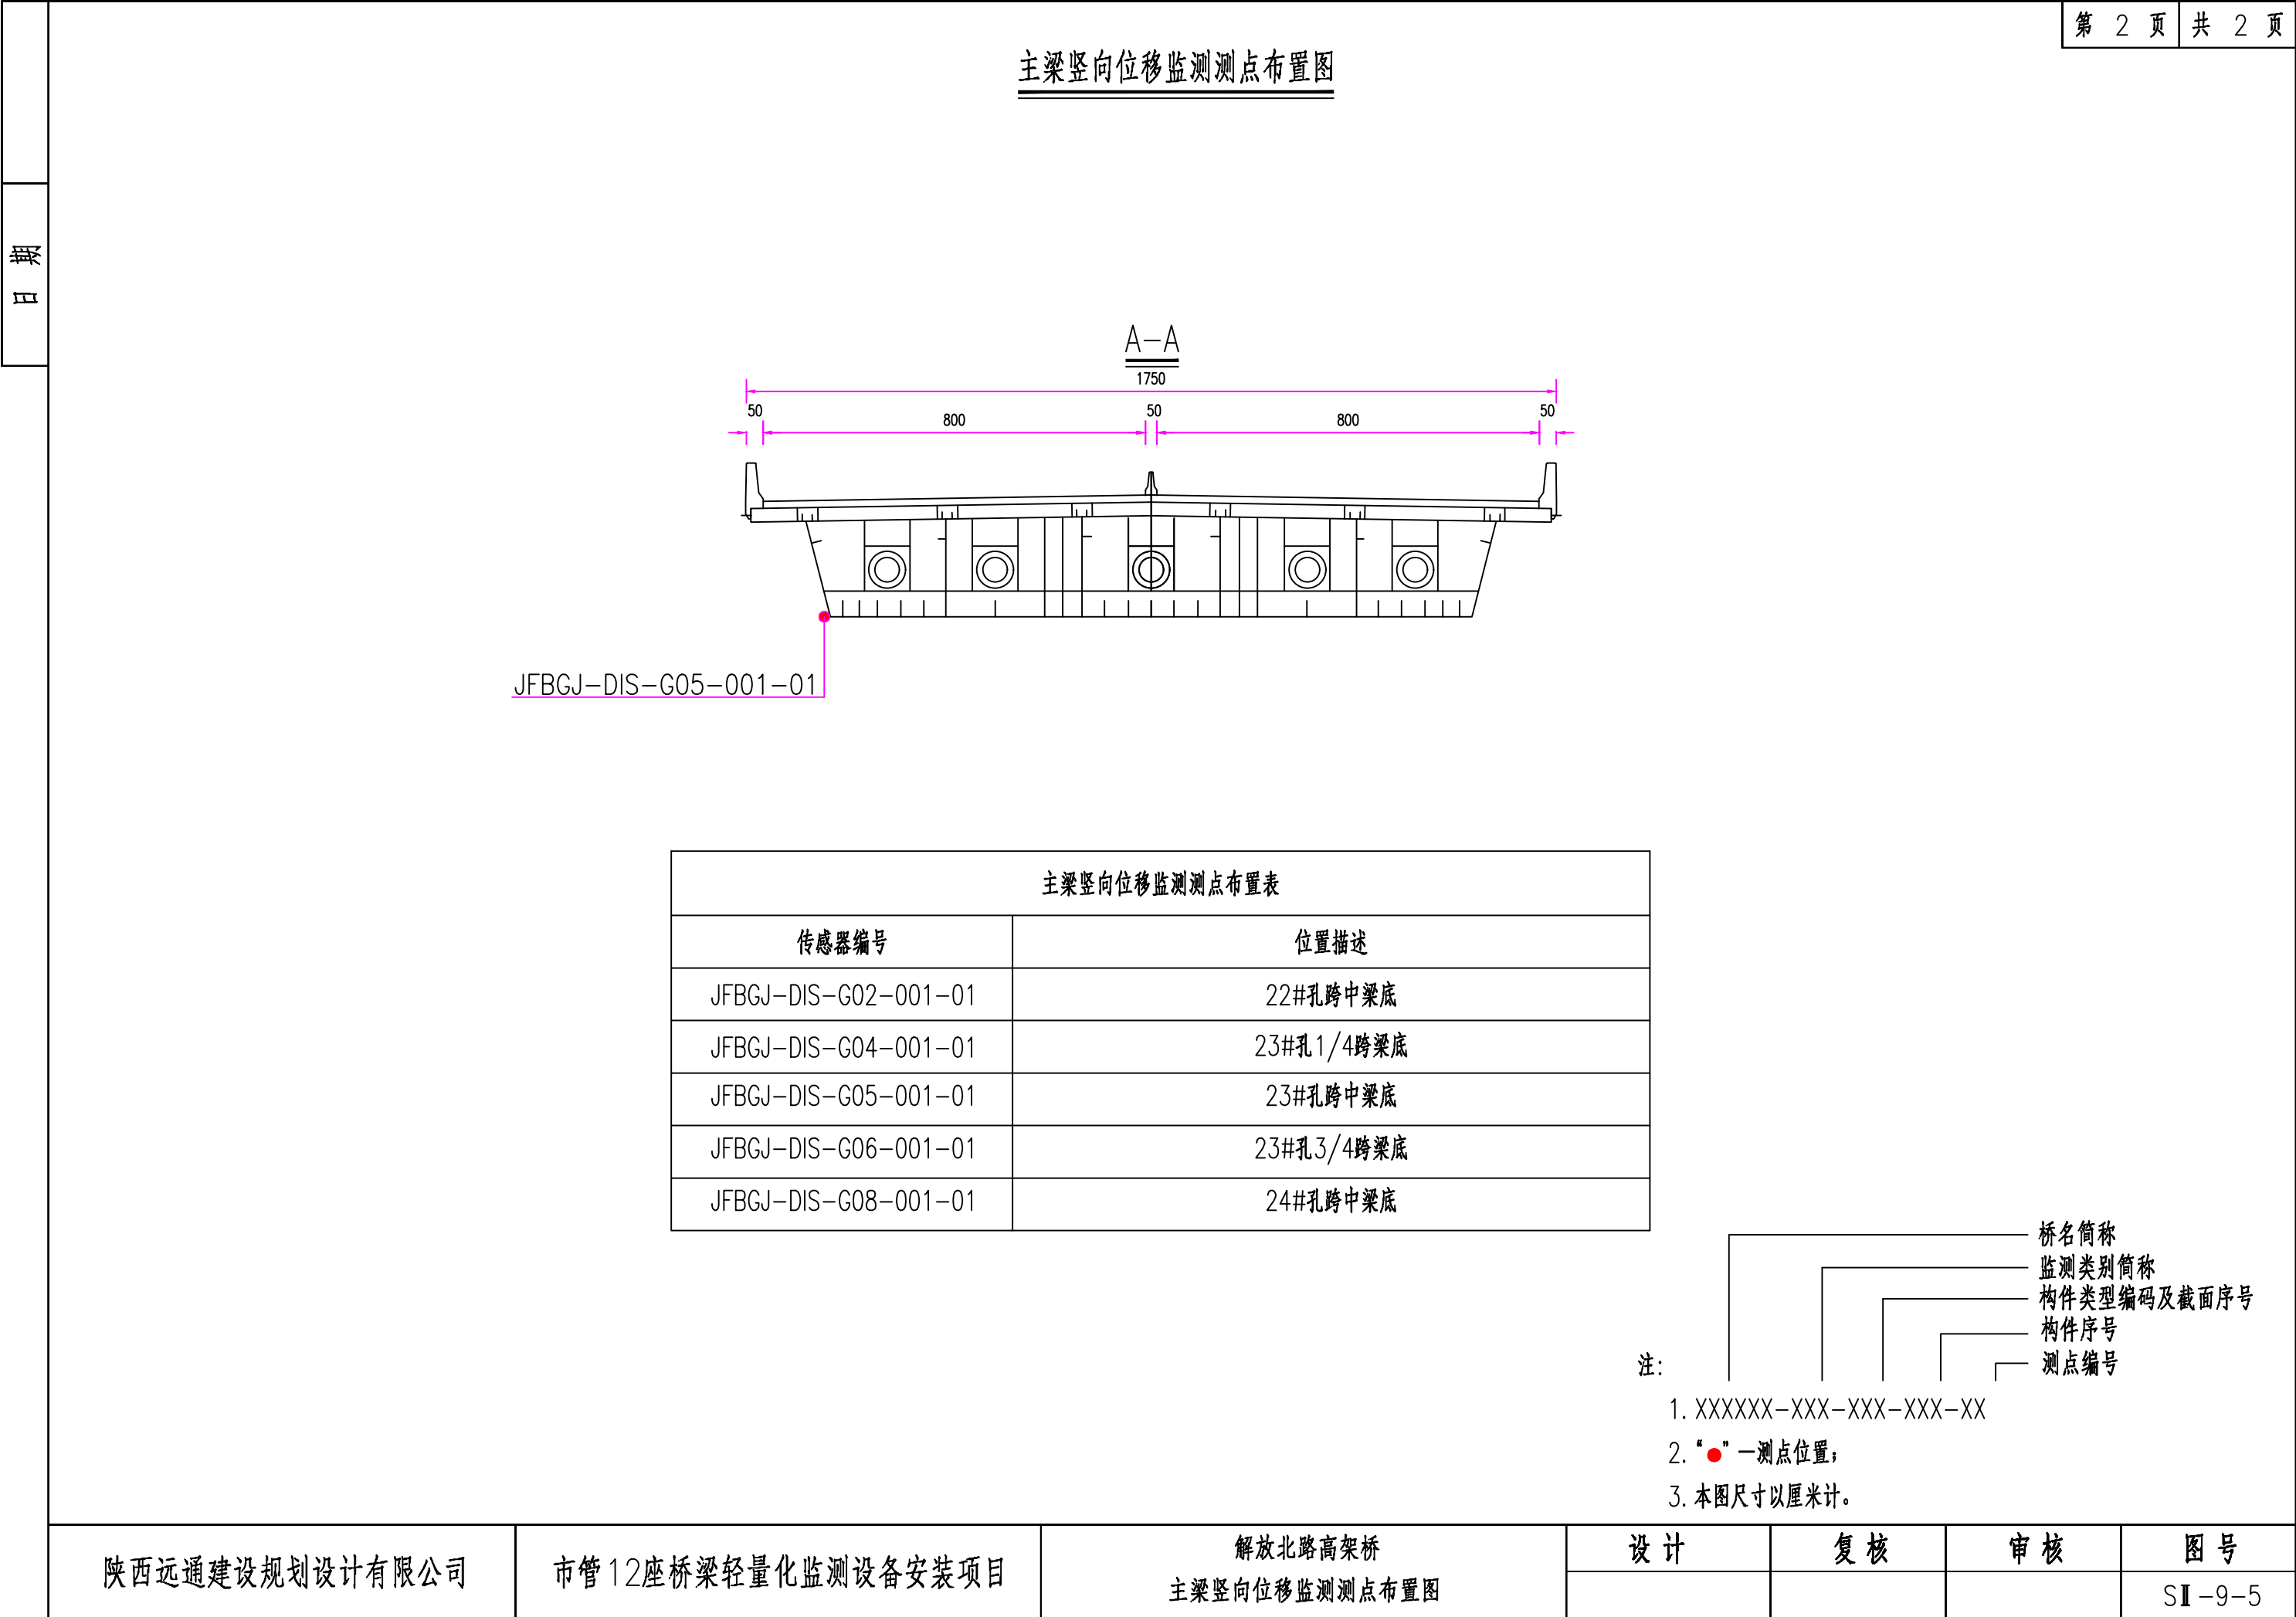 第 2 页 共 2 页
主梁竖向位移监测测点布置图
日 期
A-A
1750
50 800 50 800 50
JFBGJ-DIS-G05-001-01
主梁竖向位移监测测点布置表
传感器编号 位置描述
JFBGJ-DIS-G02-001-01 22#孔跨中梁底
JFBGJ-DIS-G04-001-01 23#孔1/4跨梁底
JFBGJ-DIS-G05-001-01 23#孔跨中梁底
JFBGJ-DIS-G06-001-01 23#孔3/4跨梁底
JFBGJ-DIS-G08-001-01 24#孔跨中梁底
桥名简称
监测类别简称
构件类型编码及截面序号
构件序号
测点编号
注:
1. XXXXXX-XXX-XXX-XXX-XX
2. “●” —测点位置;
3. 本图尺寸以厘米计。
陕西远通建设规划设计有限公司
市管12座桥梁轻量化监测设备安装项目
解放北路高架桥
主梁竖向位移监测测点布置图
设 计 复 核 审 核 图 号
SⅡ-9-5